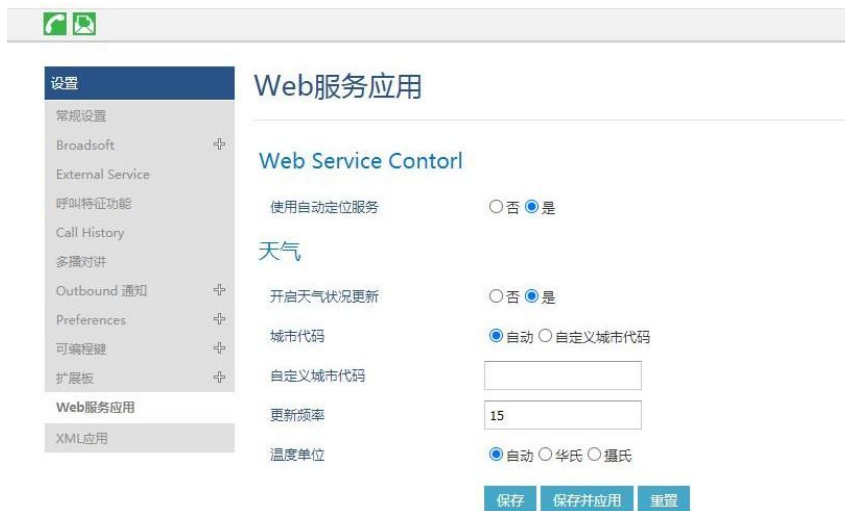 设置
常规设置
Broadsoft
External Service
呼叫特征功能
Call History
多播对讲
Outbound 通知
Preferences
可编程键
扩展板
Web服务应用
XML应用
Web服务应用
Web Service Contorl
使用自动定位服务 否 是
天气
开启天气状况更新 否 是
城市代码 自动 自定义城市代码
自定义城市代码
更新频率 15
温度单位 自动 华氏 摄氏
保存 保存并应用 重置